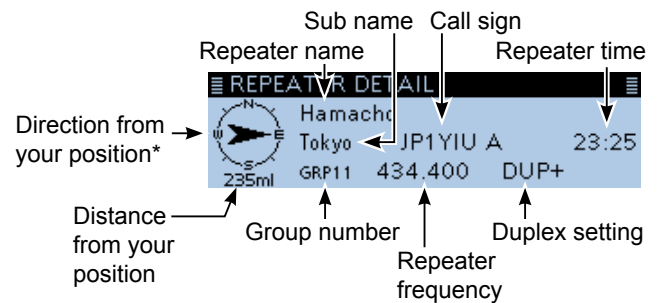 Sub name
Call sign
Repeater name
Repeater time
REPEATER DETAIL
N
W
E
S
Hamacho
Direction from
your position*
Tokyo
JP1YIU A
23:25
235ml
GRP11
434.400
DUP+
Distance
from your
position
Group number
Repeater
frequency
Duplex setting